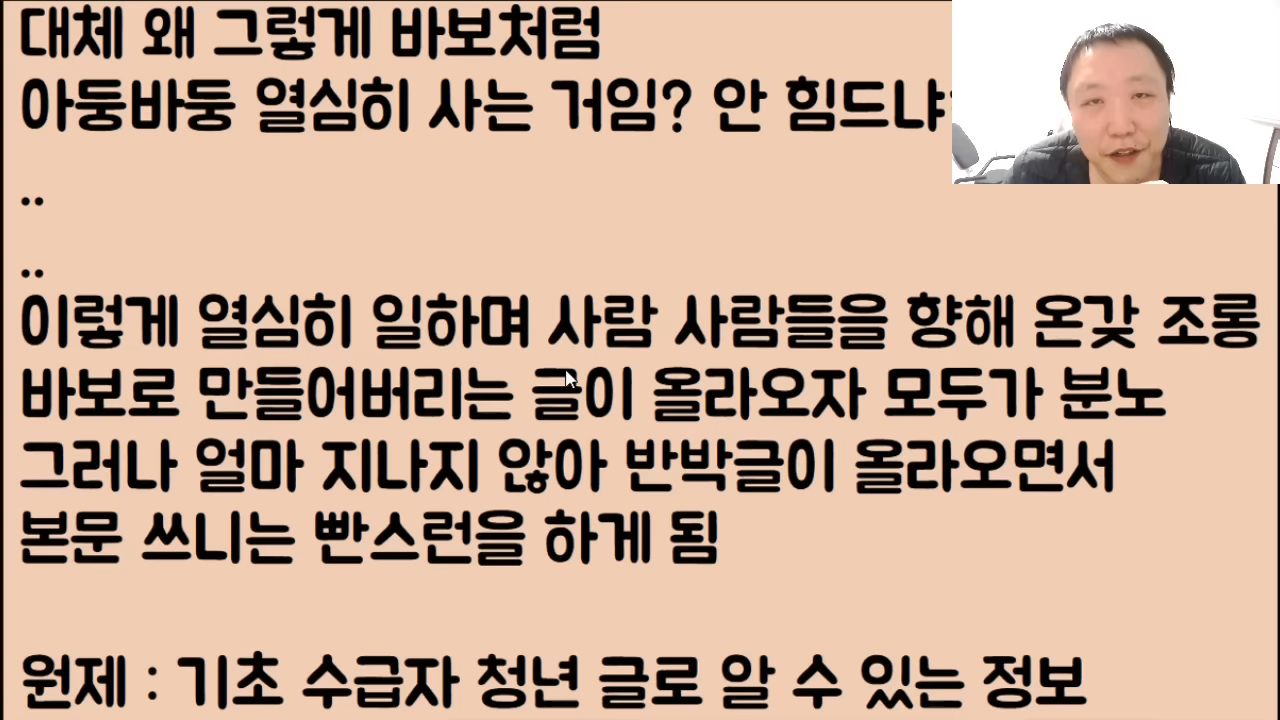 대체 왜 그렇게 바보처럼
아둥바둥 열심히 사는 거임? 안 힘드냐?
..
..
이렇게 열심히 일하며 사람 사람들을 향해 온갖 조롱
바보로 만들어버리는 글이 올라오자 모두가 분노
그러나 얼마 지나지 않아 반박글이 올라오면서
본문 쓰니는 빤스런을 하게 됨
원제 : 기초 수급자 청년 글로 알 수 있는 정보